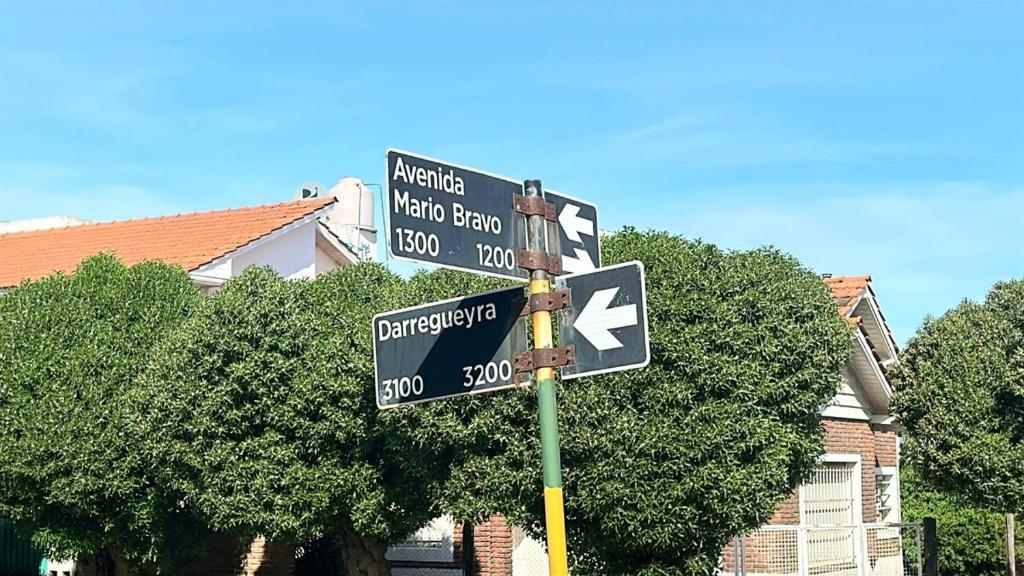 Avenida
Mario Bravo
1300 1200
Darregueyra
3100 3200